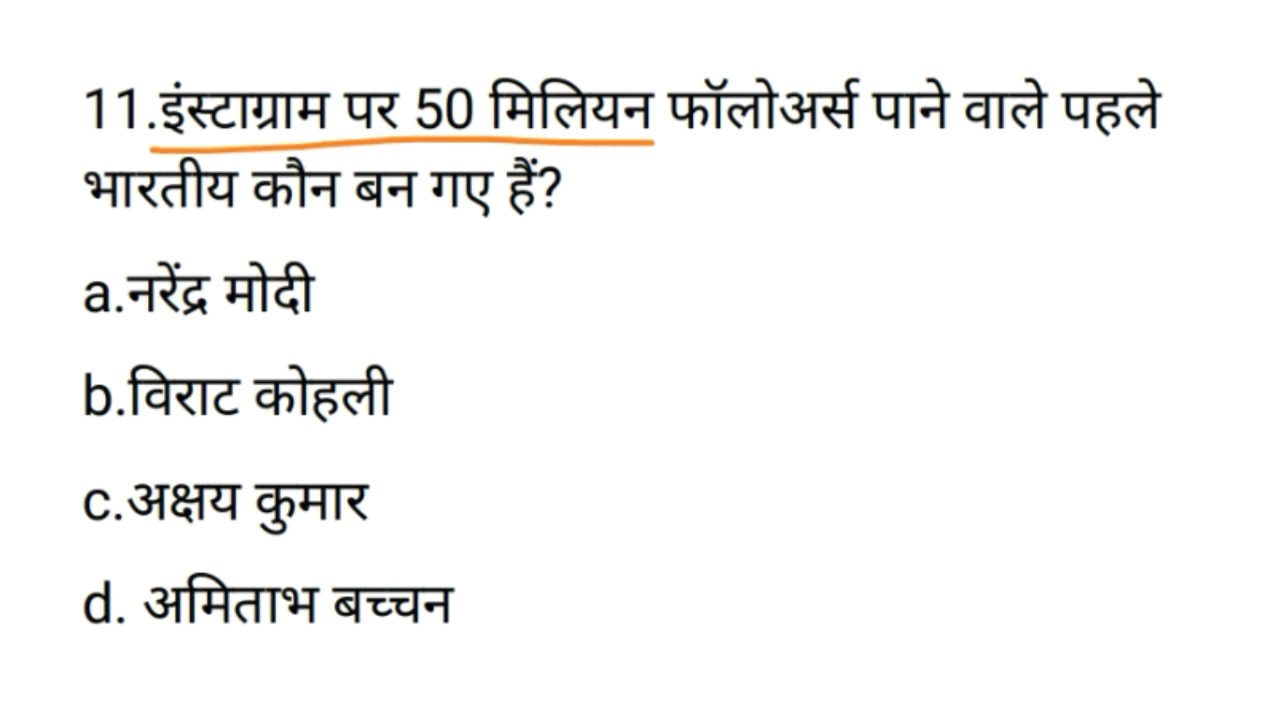 11.इंस्टाग्राम पर 50 मिलियन फॉलोअर्स पाने वाले पहले
भारतीय कौन बन गए हैं?
a.नरेंद्र मोदी
b.विराट कोहली
c.अक्षय कुमार
d. अमिताभ बच्चन